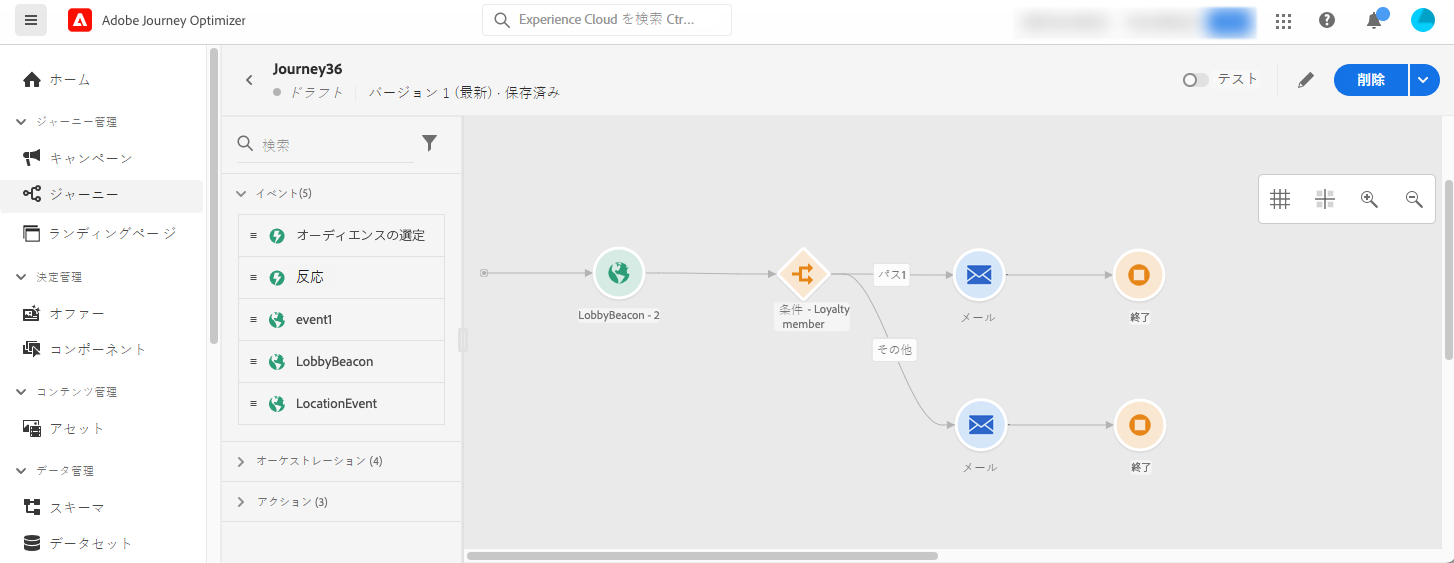 Adobe Journey Optimizer
Experience Cloud を検索 Ctr...
ホーム
ジャーニー管理
キャンペーン
ジャーニー
ランディングページ
決定管理
オファー
コンポーネント
コンテンツ管理
アセット
データ管理
スキーマ
データセット
Journey36
ドラフト
バージョン 1 (最新) · 保存済み
テスト
削除
検索
イベント(5)
オーディエンスの選定
反応
event1
LobbyBeacon
LocationEvent
オーケストレーション (4)
アクション (3)
LobbyBeacon - 2
条件 - Loyalty
member
パス1
その他
メール
終了
メール
終了